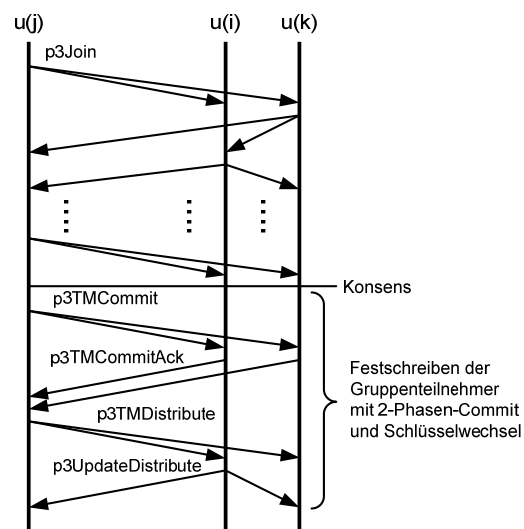 u(j) u(i) u(k)
p3Join
Konsens
p3TMCommit
p3TMCommitAck
Festschreiben der
Gruppenteilnehmer
mit 2-Phasen-Commit
und Schlüsselwechsel
p3TMDistribute
p3UpdateDistribute